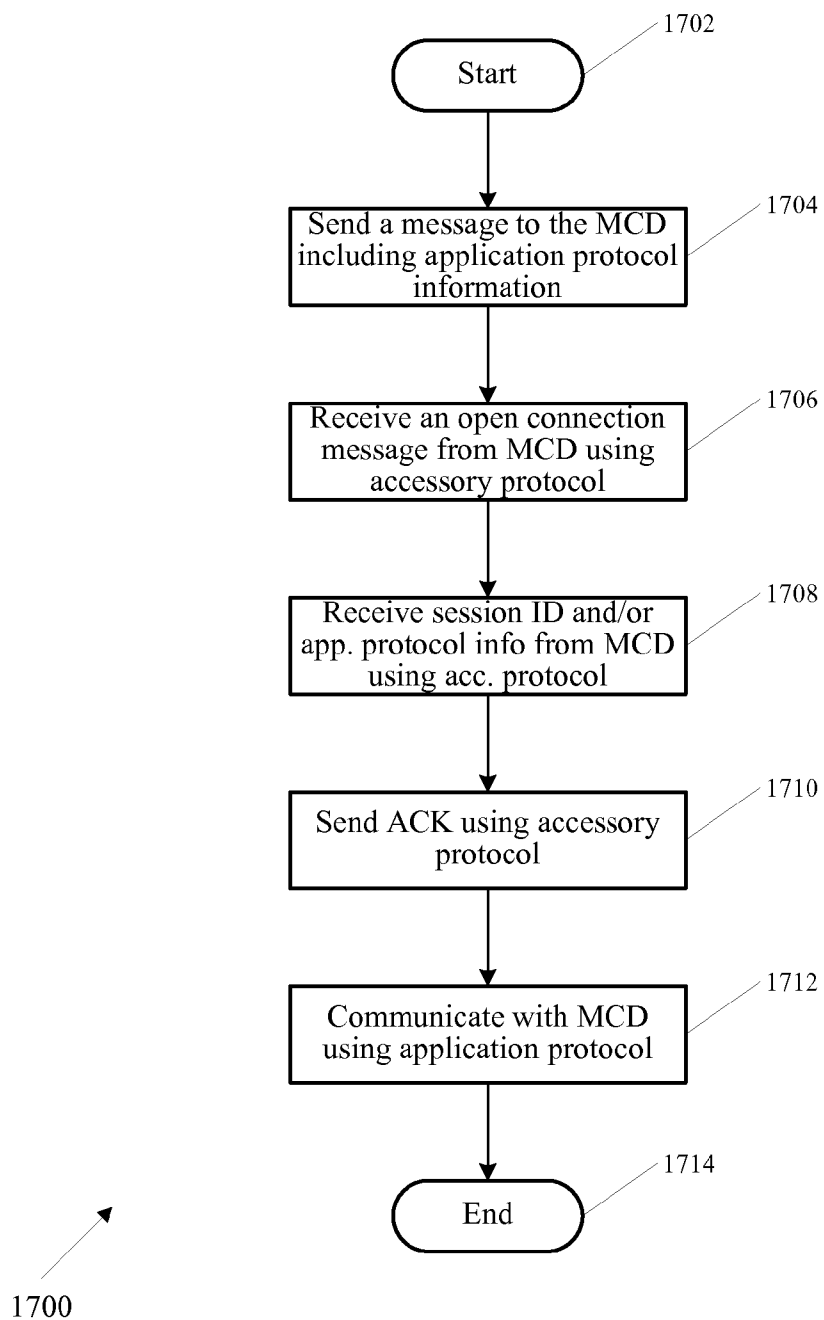 1702
Start
1704
Send a message to the MCD
including application protocol
information
1706
Receive an open connection
message from MCD using
accessory protocol
1708
Receive session ID and/or
app. protocol info from MCD
using acc. protocol
1710
Send ACK using accessory
protocol
1712
Communicate with MCD
using application protocol
1714
End
1700